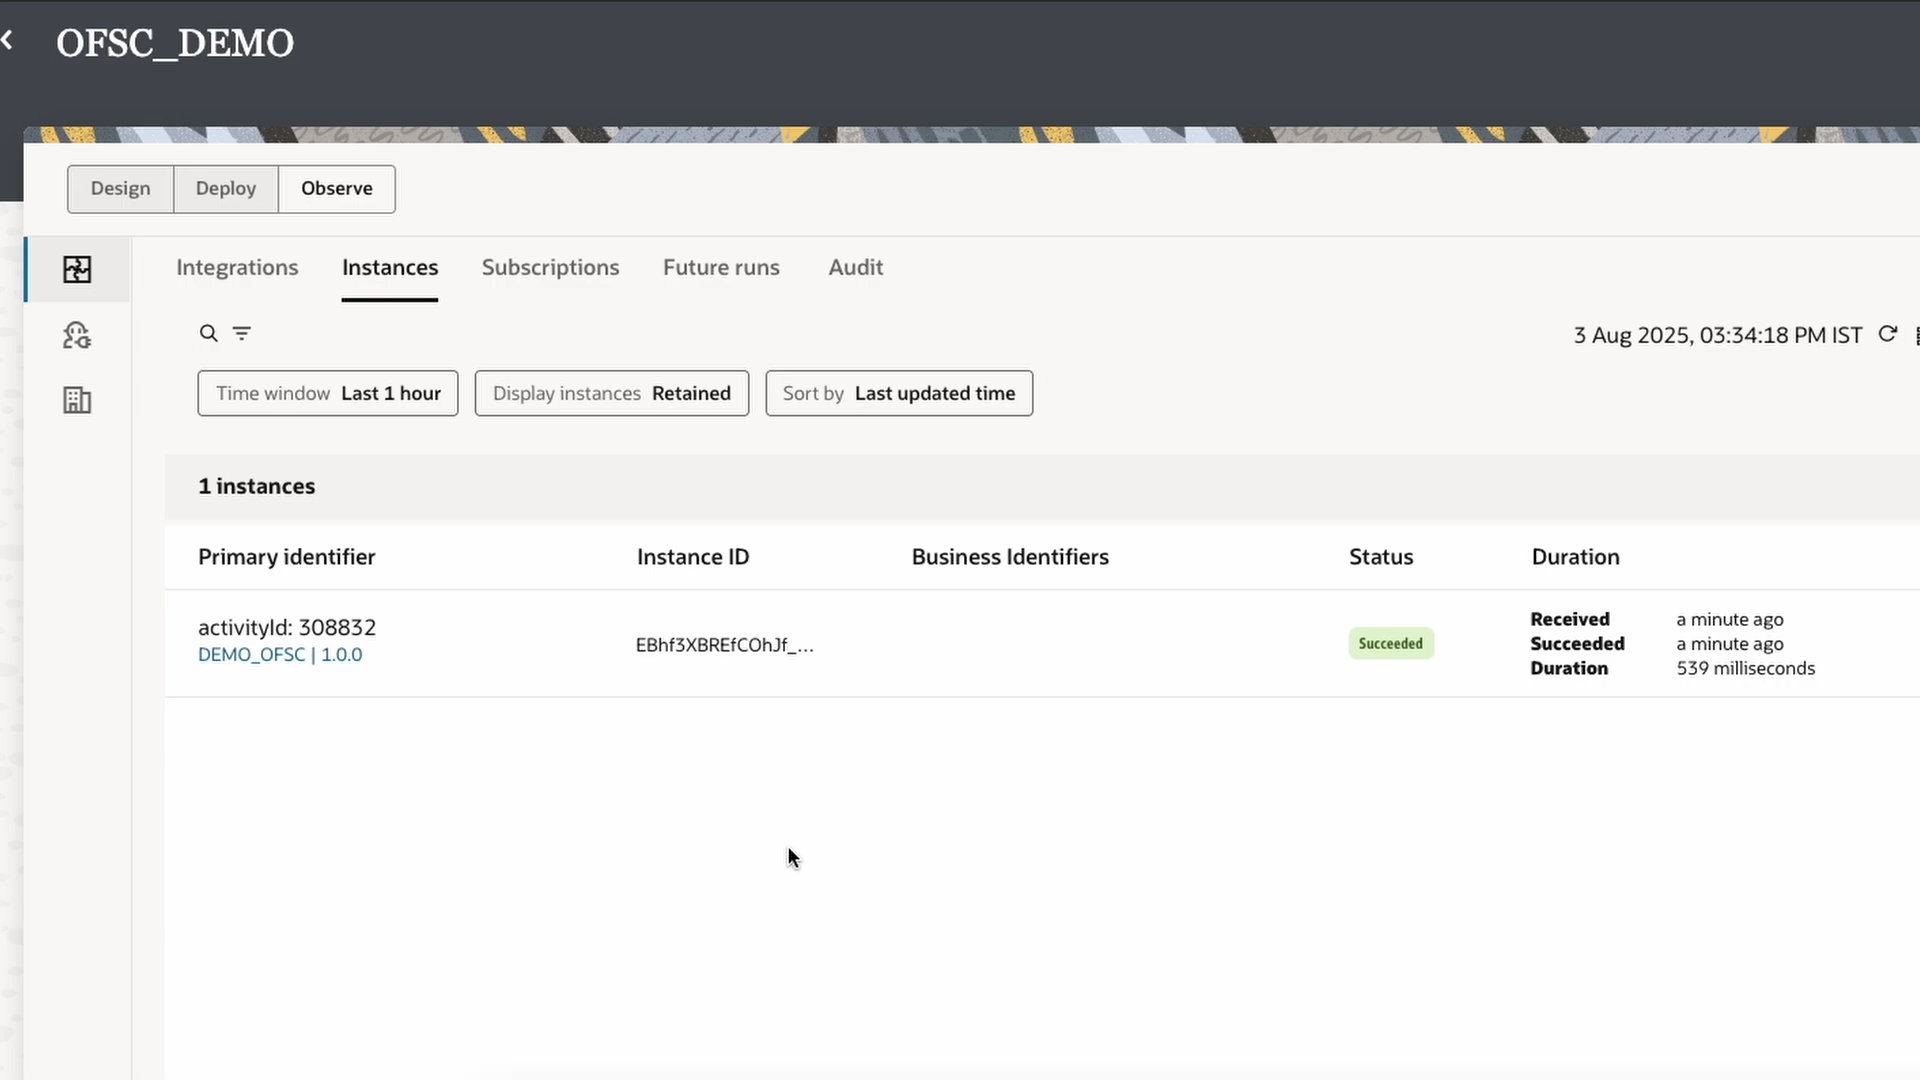 OFSC_DEMO
Design Deploy Observe
Integrations Instances Subscriptions Future runs Audit
3 Aug 2025, 03:34:18 PM IST
Time window Last 1 hour Display instances Retained Sort by Last updated time
1 instances
Primary identifier Instance ID Business Identifiers Status Duration
activityId: 308832
DEMO_OFSC | 1.0.0
EBhf3XBREfCOhJf_...
Succeeded
Received a minute ago
Succeeded a minute ago
Duration 539 milliseconds